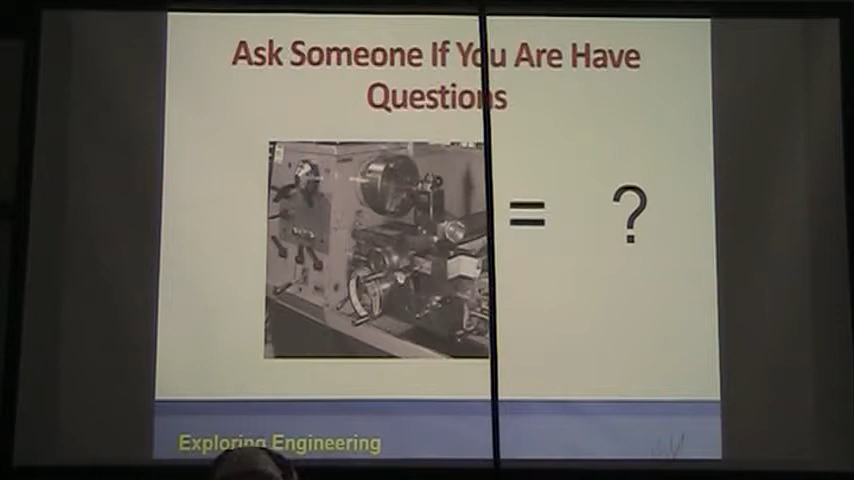 Ask Someone If You Are Have
Questions
= ?
Exploring Engineering